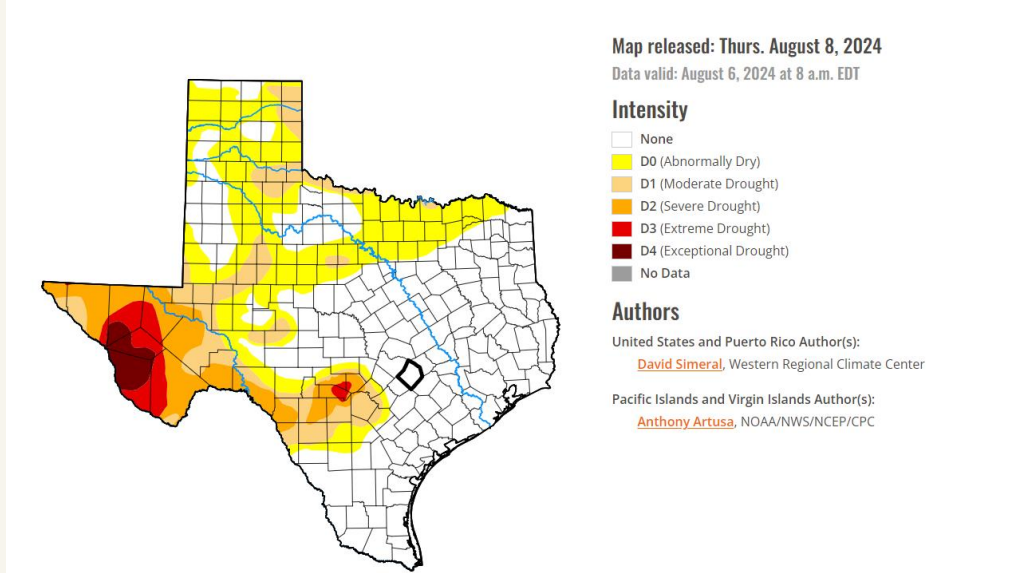 Map released: Thurs. August 8, 2024
Data valid: August 6, 2024 at 8 a.m. EDT
Intensity
None
D0 (Abnormally Dry)
D1 (Moderate Drought)
D2 (Severe Drought)
D3 (Extreme Drought)
D4 (Exceptional Drought)
No Data
Authors
United States and Puerto Rico Author(s):
David Simeral, Western Regional Climate Center
Pacific Islands and Virgin Islands Author(s):
Anthony Artusa, NOAA/NWS/NCEP/CPC